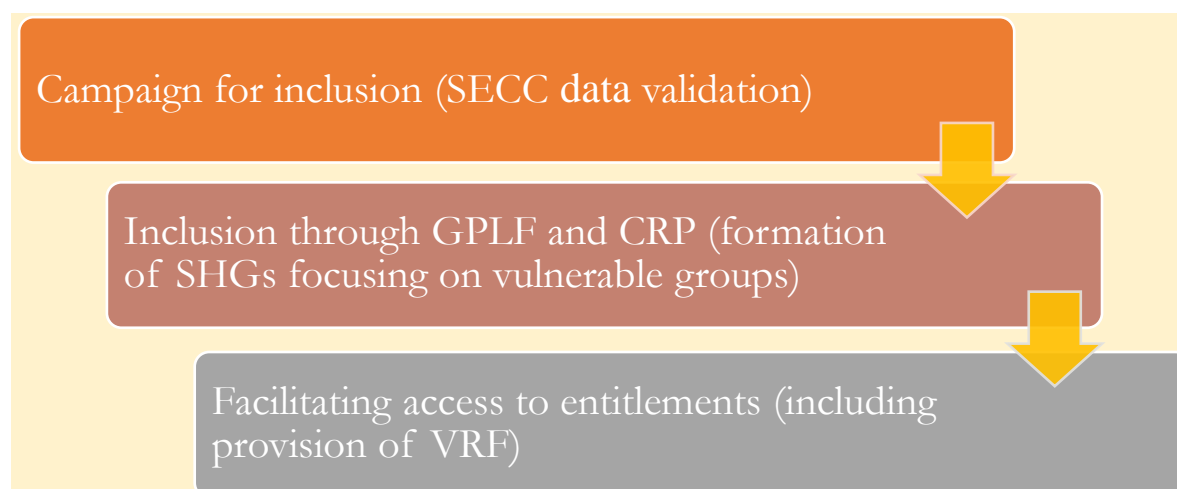 Campaign for inclusion (SECC data validation)
Inclusion through GPLF and CRP (formation
of SHGs focusing on vulnerable groups)
Facilitating access to entitlements (including
provision of VRF)